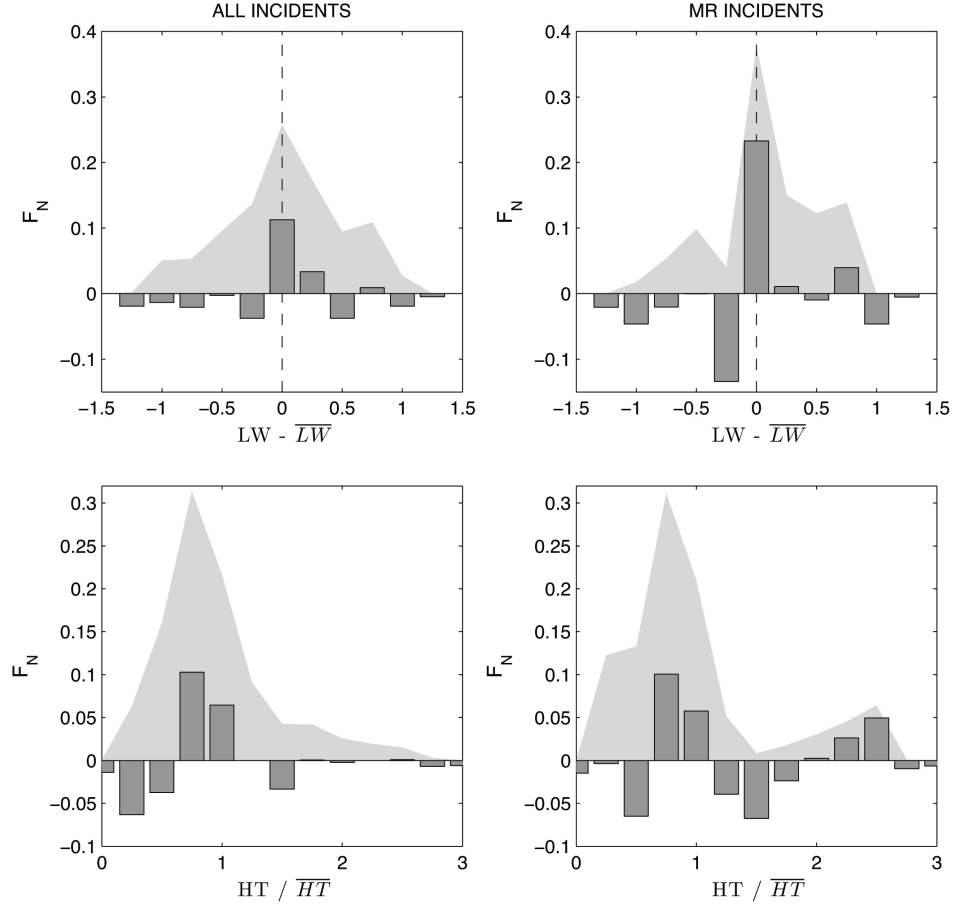 ALL INCIDENTS
0.4
0.3
0.2
0.1
0
−0.1
F_N
−1.5 −1 −0.5 0 0.5 1 1.5
LW - \overline{LW}
MR INCIDENTS
0.4
0.3
0.2
0.1
0
−0.1
F_N
−1.5 −1 −0.5 0 0.5 1 1.5
LW - \overline{LW}
0.3
0.25
0.2
0.15
0.1
0.05
0
−0.05
−0.1
F_N
0 1 2 3
HT / \overline{HT}
0.3
0.25
0.2
0.15
0.1
0.05
0
−0.05
−0.1
F_N
0 1 2 3
HT / \overline{HT}